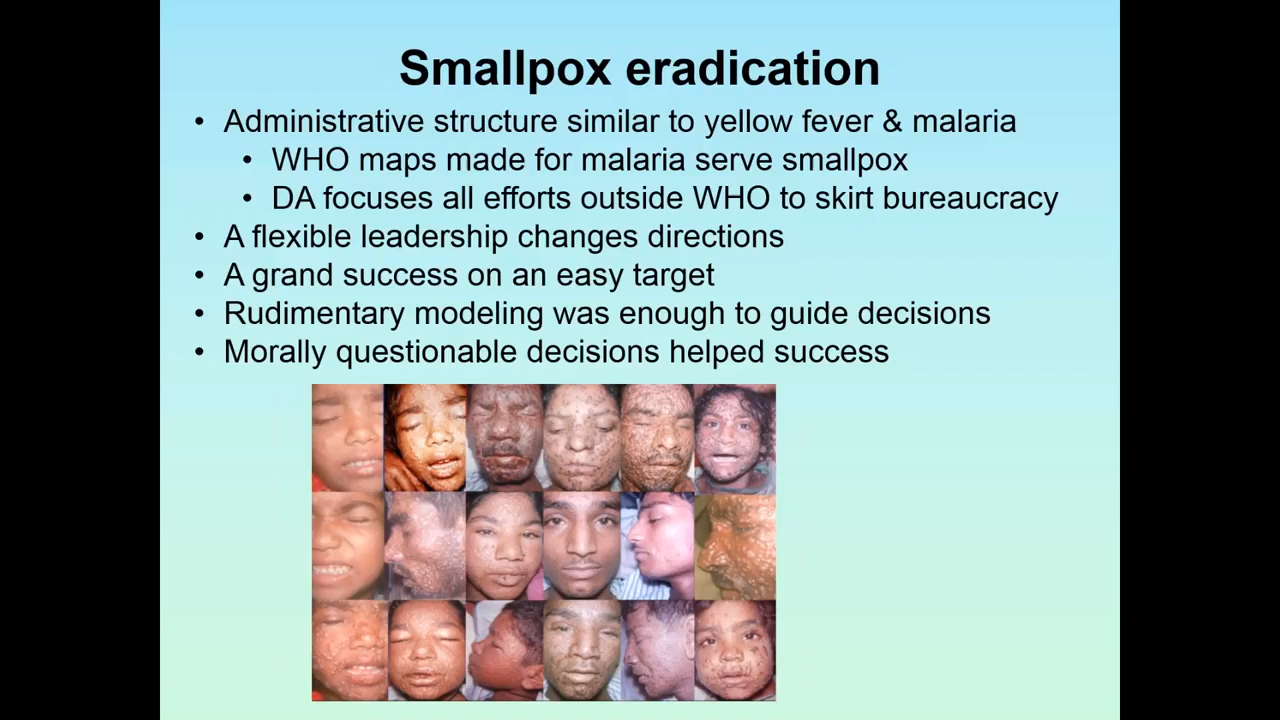 Smallpox eradication
• Administrative structure similar to yellow fever & malaria
• WHO maps made for malaria serve smallpox
• DA focuses all efforts outside WHO to skirt bureaucracy
• A flexible leadership changes directions
• A grand success on an easy target
• Rudimentary modeling was enough to guide decisions
• Morally questionable decisions helped success